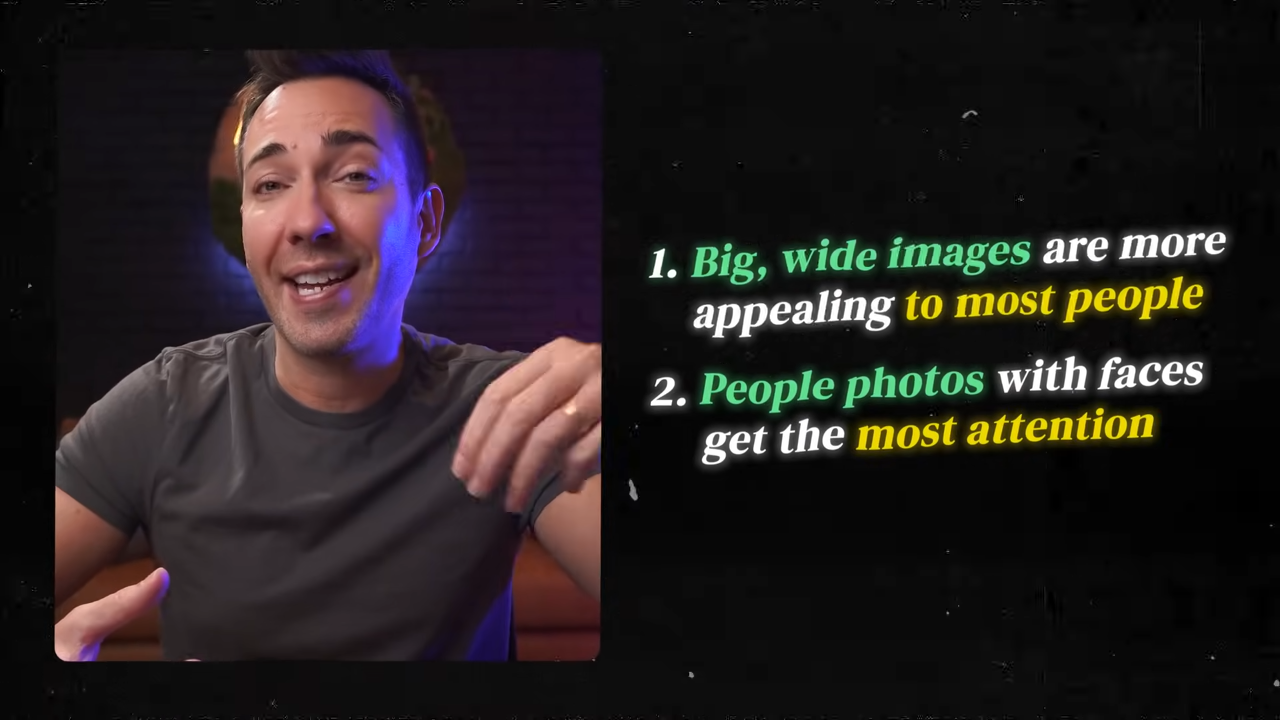 1. Big, wide images are more
appealing to most people
2. People photos with faces
get the most attention